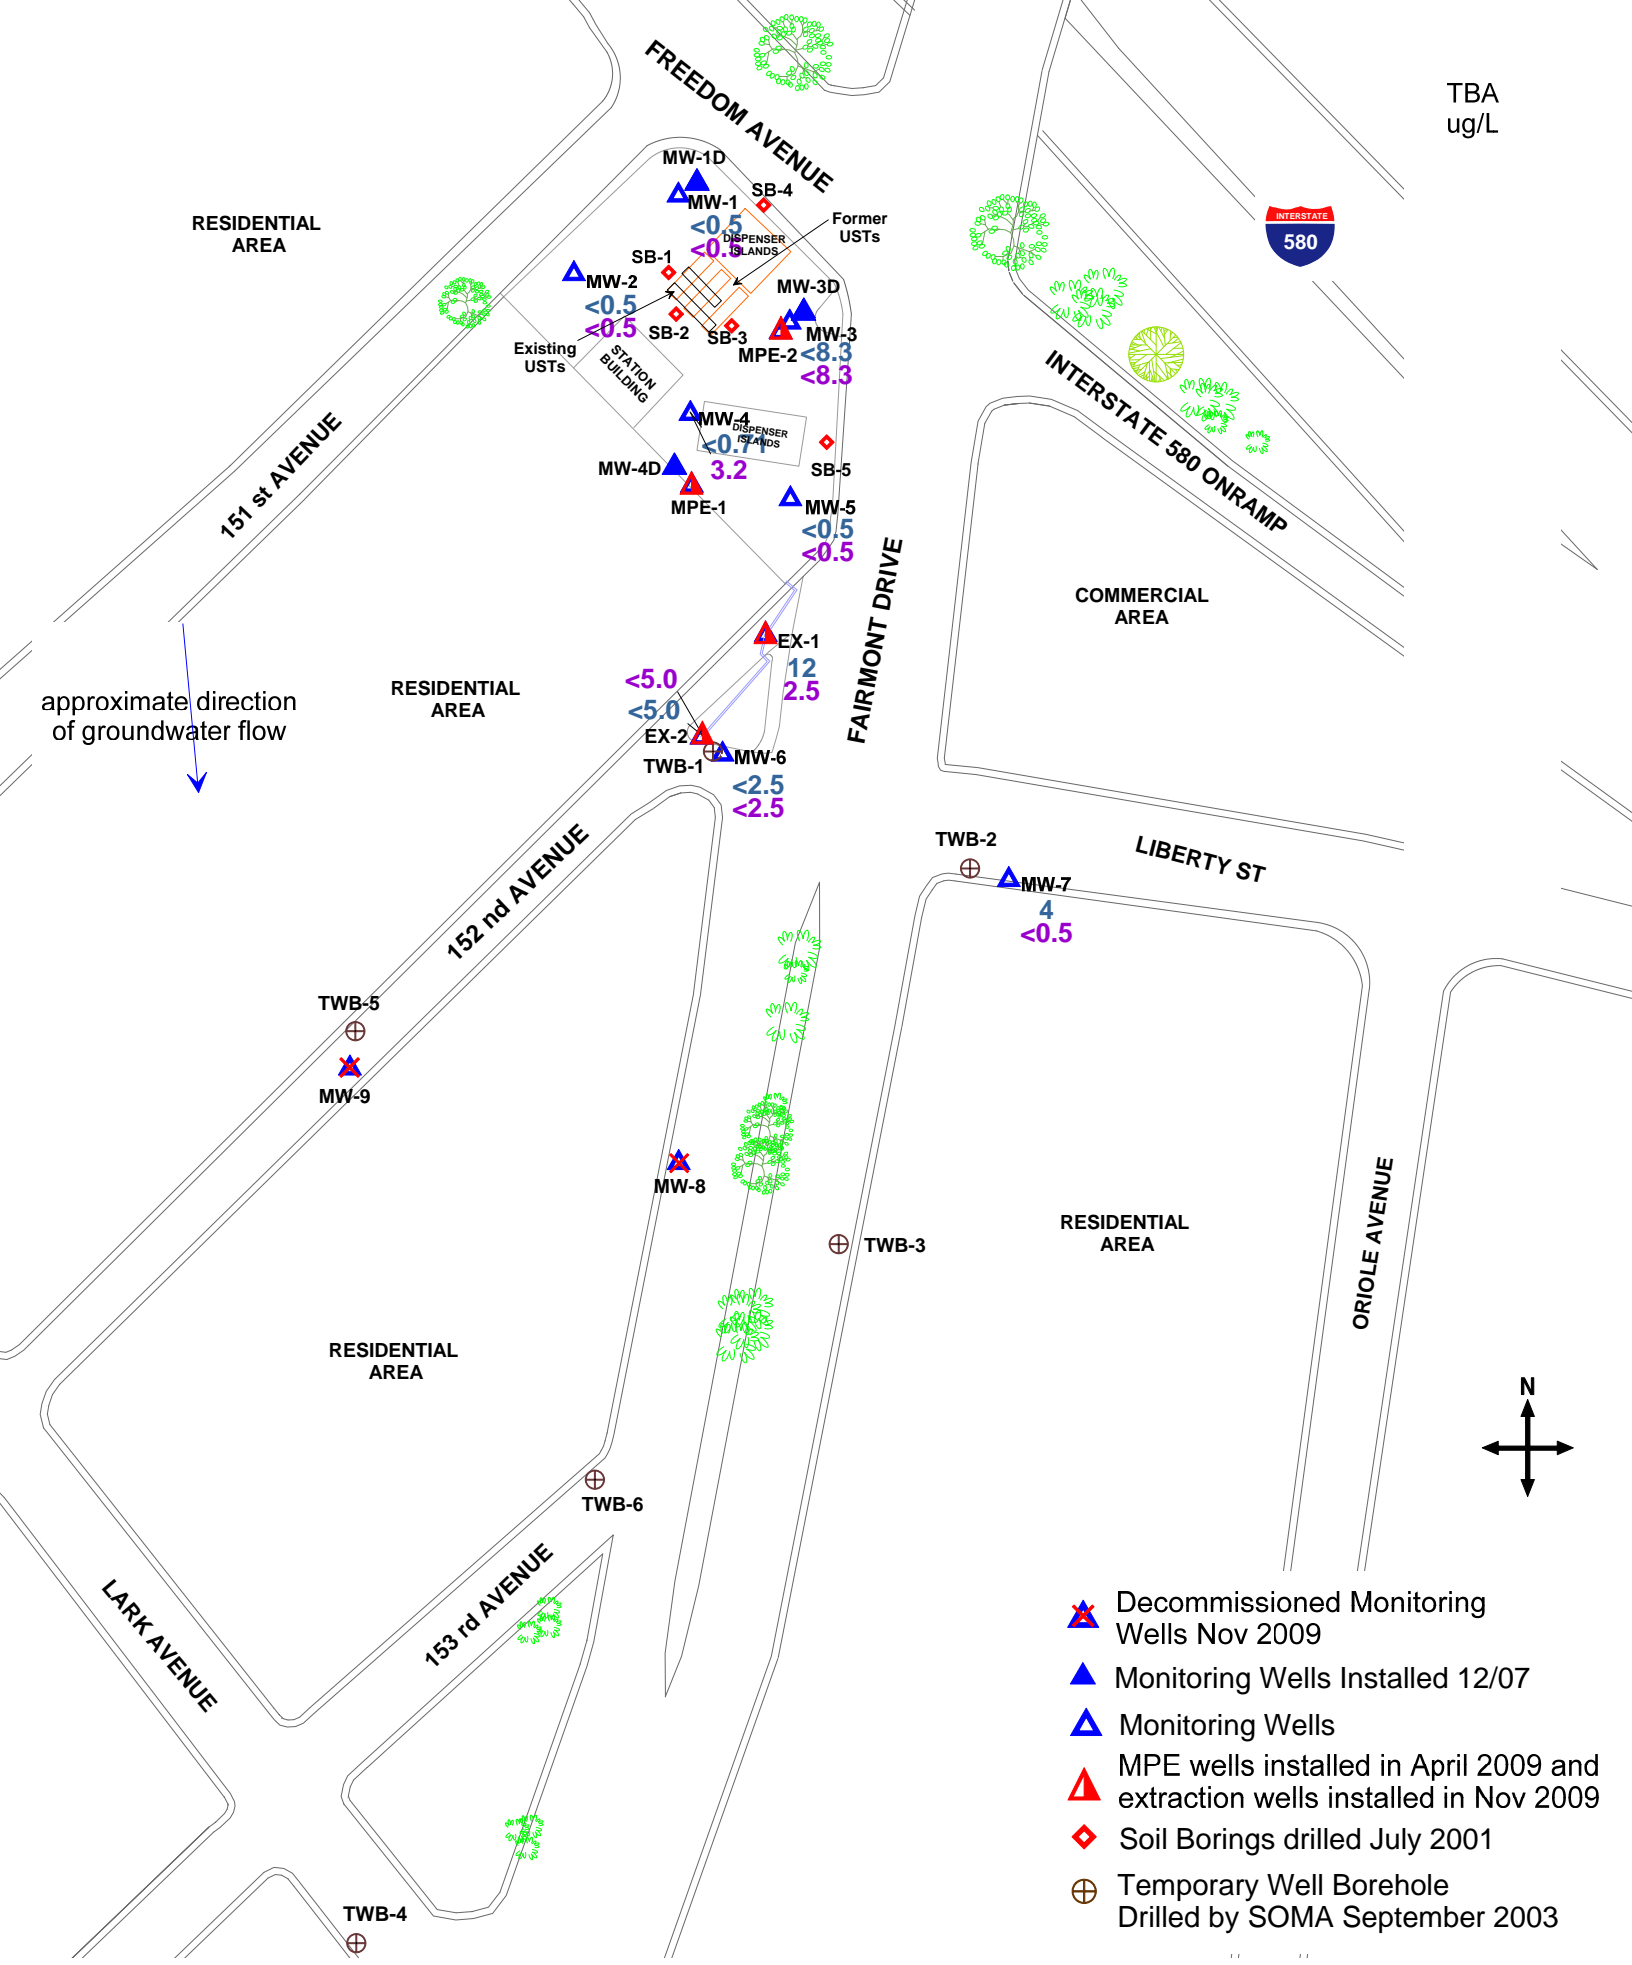 FREEDOM AVENUE
TBA
ug/L
MW-1D
SB-4
MW-1
<0.5
<0.5
DISPENSER
ISLANDS
Former
USTs
RESIDENTIAL
AREA
INTERSTATE
580
SB-1
MW-2
<0.5
<0.5
MW-3D
SB-2
SB-3
MW-3
MPE-2
<8.3
<8.3
Existing
USTs
STATION
BUILDING
INTERSTATE 580 ONRAMP
MW-4
DISPENSER
ISLANDS
<0.71
3.2
MW-4D
SB-5
MPE-1
MW-5
<0.5
<0.5
151 st AVENUE
FAIRMONT DRIVE
COMMERCIAL
AREA
EX-1
12
2.5
<5.0
<5.0
RESIDENTIAL
AREA
approximate direction
of groundwater flow
EX-2
TWB-1
MW-6
<2.5
<2.5
152 nd AVENUE
TWB-2
LIBERTY ST
MW-7
4
<0.5
TWB-5
MW-9
MW-8
TWB-3
RESIDENTIAL
AREA
ORIOLE AVENUE
RESIDENTIAL
AREA
N
TWB-6
153 rd AVENUE
LARK AVENUE
TWB-4
Decommissioned Monitoring
Wells Nov 2009
Monitoring Wells Installed 12/07
Monitoring Wells
MPE wells installed in April 2009 and
extraction wells installed in Nov 2009
Soil Borings drilled July 2001
Temporary Well Borehole
Drilled by SOMA September 2003